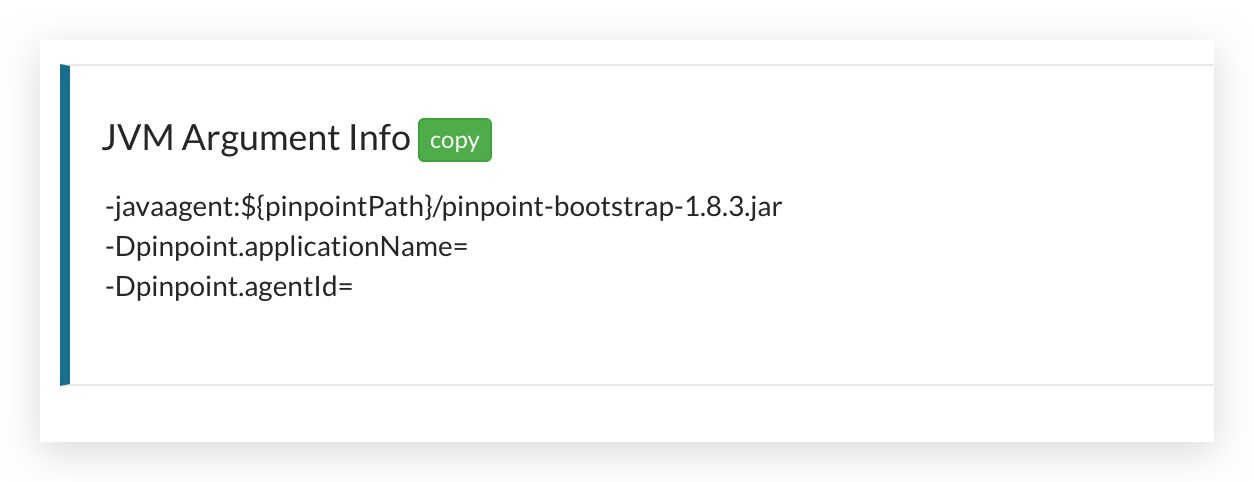 JVM Argument Info copy
-javaagent:${pinpointPath}/pinpoint-bootstrap-1.8.3.jar
-Dpinpoint.applicationName=
-Dpinpoint.agentId=